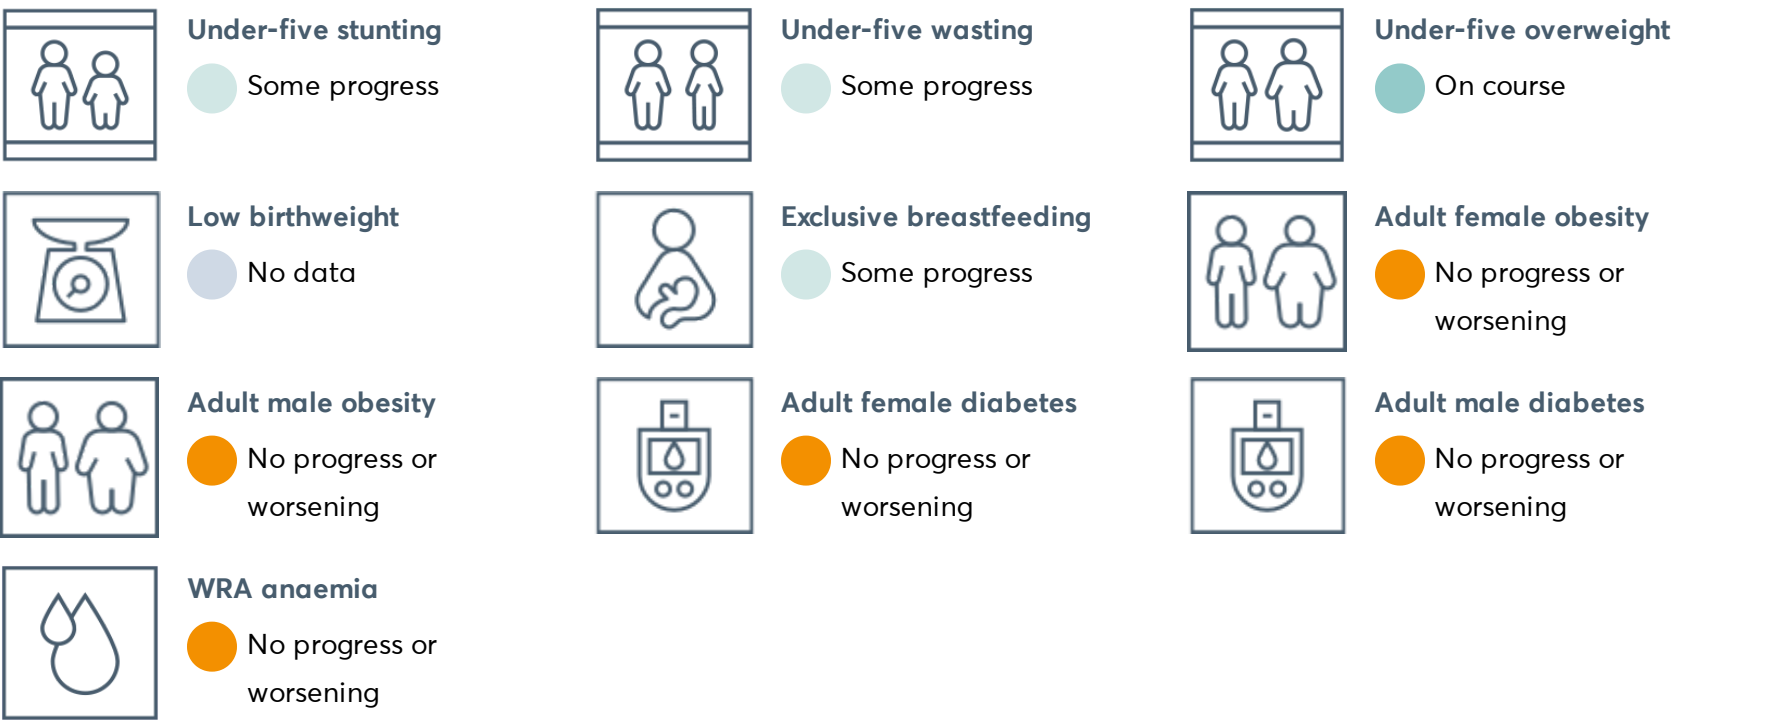 Under-five stunting
Some progress
Under-five wasting
Some progress
Under-five overweight
On course
Low birthweight
No data
Exclusive breastfeeding
Some progress
Adult female obesity
No progress or
worsening
Adult male obesity
No progress or
worsening
Adult female diabetes
No progress or
worsening
Adult male diabetes
No progress or
worsening
WRA anaemia
No progress or
worsening